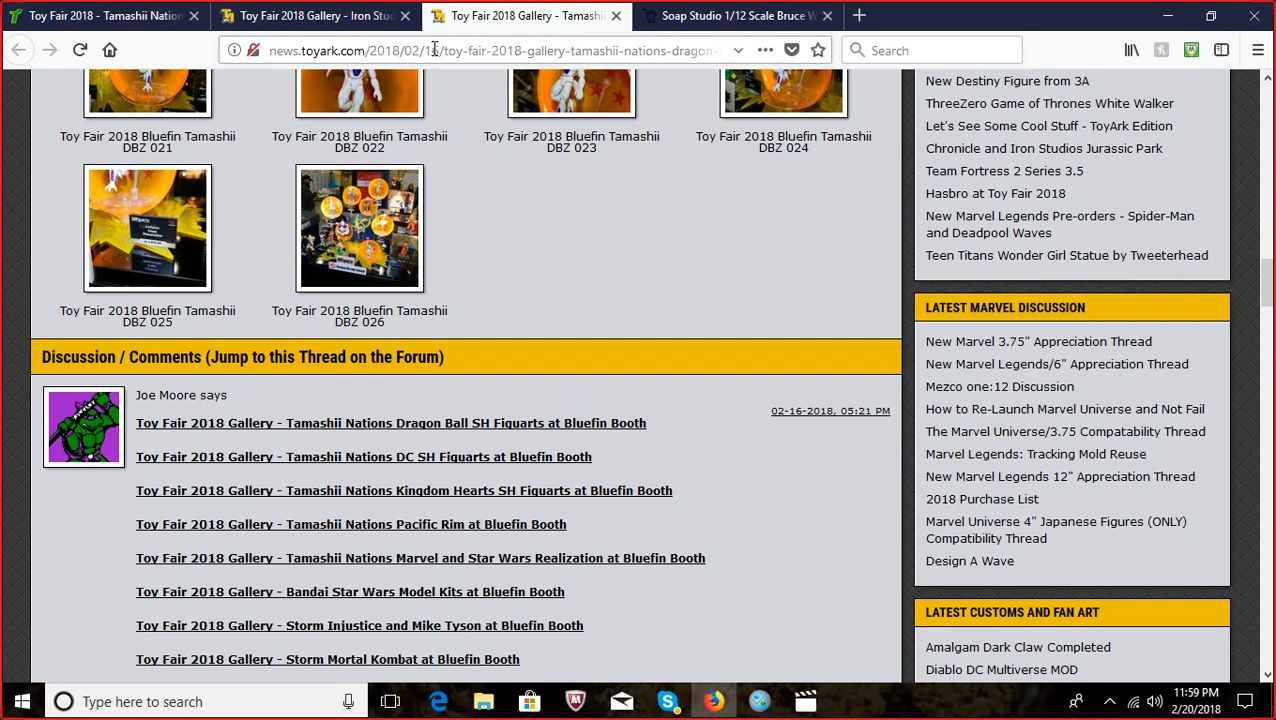 Toy Fair 2018 - Tamashii Nation
Toy Fair 2018 Gallery - Iron Stud
Toy Fair 2018 Gallery - Tamashii
Soap Studio 1/12 Scale Bruce W
news.toyark.com/2018/02/16/toy-fair-2018-gallery-tamashii-nations-dragon-
Search
Toy Fair 2018 Bluefin Tamashii
DBZ 021
Toy Fair 2018 Bluefin Tamashii
DBZ 022
Toy Fair 2018 Bluefin Tamashii
DBZ 023
Toy Fair 2018 Bluefin Tamashii
DBZ 024
Toy Fair 2018 Bluefin Tamashii
DBZ 025
Toy Fair 2018 Bluefin Tamashii
DBZ 026
Discussion / Comments (Jump to this Thread on the Forum)
Joe Moore says
02-16-2018, 05:21 PM
Toy Fair 2018 Gallery - Tamashii Nations Dragon Ball SH Figuarts at Bluefin Booth
Toy Fair 2018 Gallery - Tamashii Nations DC SH Figuarts at Bluefin Booth
Toy Fair 2018 Gallery - Tamashii Nations Kingdom Hearts SH Figuarts at Bluefin Booth
Toy Fair 2018 Gallery - Tamashii Nations Pacific Rim at Bluefin Booth
Toy Fair 2018 Gallery - Tamashii Nations Marvel and Star Wars Realization at Bluefin Booth
Toy Fair 2018 Gallery - Bandai Star Wars Model Kits at Bluefin Booth
Toy Fair 2018 Gallery - Storm Injustice and Mike Tyson at Bluefin Booth
Toy Fair 2018 Gallery - Storm Mortal Kombat at Bluefin Booth
New Destiny Figure from 3A
ThreeZero Game of Thrones White Walker
Let's See Some Cool Stuff - ToyArk Edition
Chronicle and Iron Studios Jurassic Park
Team Fortress 2 Series 3.5
Hasbro at Toy Fair 2018
New Marvel Legends Pre-orders - Spider-Man
and Deadpool Waves
Teen Titans Wonder Girl Statue by Tweeterhead
LATEST MARVEL DISCUSSION
New Marvel 3.75" Appreciation Thread
New Marvel Legends/6" Appreciation Thread
Mezco one:12 Discussion
How to Re-Launch Marvel Universe and Not Fail
The Marvel Universe/3.75 Compatability Thread
Marvel Legends: Tracking Mold Reuse
New Marvel Legends 12" Appreciation Thread
2018 Purchase List
Marvel Universe 4" Japanese Figures (ONLY)
Compatibility Thread
Design A Wave
LATEST CUSTOMS AND FAN ART
Amalgam Dark Claw Completed
Diablo DC Multiverse MOD
Type here to search
11:59 PM
2/20/2018